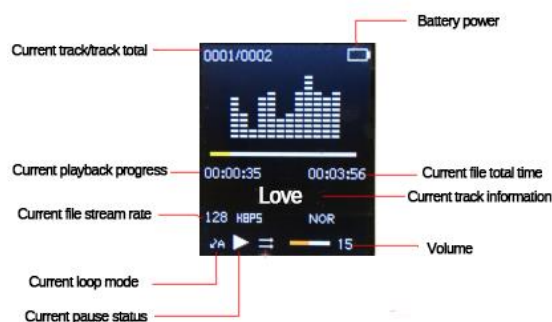 Battery power
Current track/track total
0001/0002
Current playback progress
00:00:35
00:03:56
Current file total time
Love
Current track information
Current file stream rate
128 KBPS
NOR
A
15
Volume
Current loop mode
Current pause status